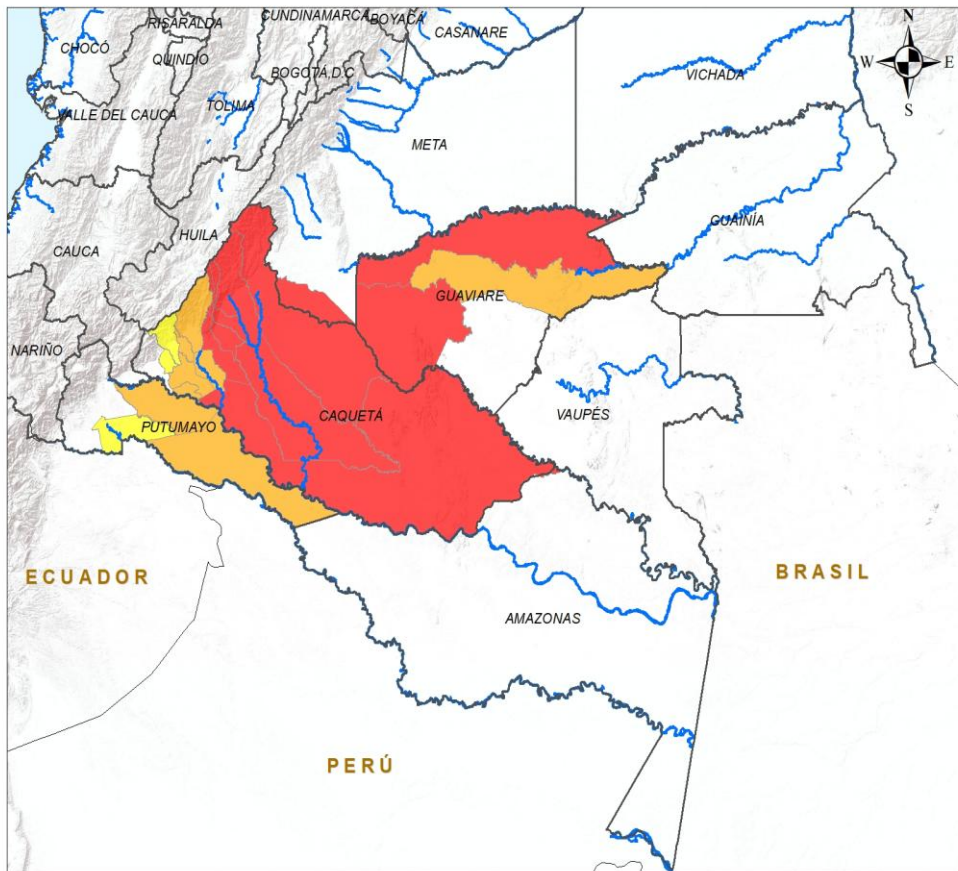 CUNDINAMARCA
BOYACÁ
RISARALDA
CASANARE
N
CHOCÓ
QUINDIO
BOGOTÁ, D.C
W
E
VICHADA
S
TOLIMA
VALLE DEL CAUCA
META
GUAINÍA
HUILA
CAUCA
GUAVIARE
NARIÑO
CAQUETÁ
VAUPÉS
PUTUMAYO
ECUADOR
BRASIL
AMAZONAS
PERÚ